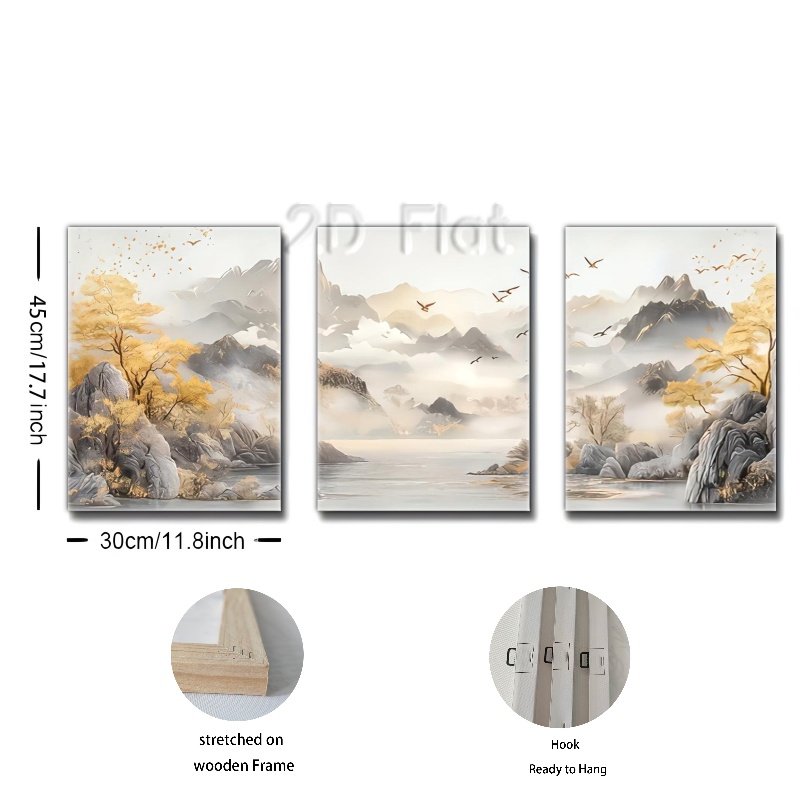 2D Flat
45cm/17.7inch
30cm/11.8inch
stretched on
wooden Frame
Hook
Ready to Hang